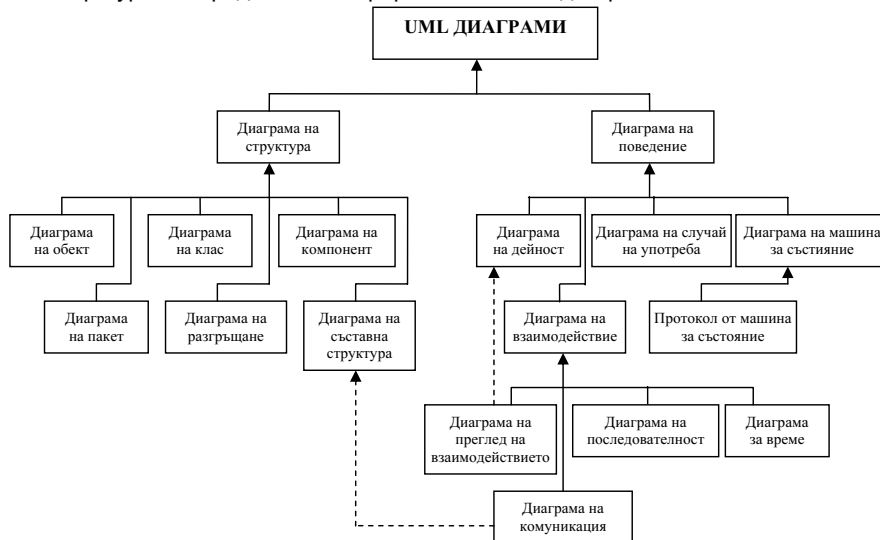 UML ДИАГРАМИ
Диаграма на
структура
Диаграма на
поведение
Диаграма
на обект
Диаграма
на клас
Диаграма на
компонент
Диаграма
на дейност
Диаграма на случай
на употреба
Диаграма на машина
за състияние
Диаграма
на пакет
Диаграма на
разгръщане
Диаграма на
съставна
структура
Диаграма на
взаимодействие
Протокол от машина
за състояние
Диаграма на
преглед на
взаимодействието
Диаграма на
последователност
Диаграма
за време
Диаграма на
комуникация